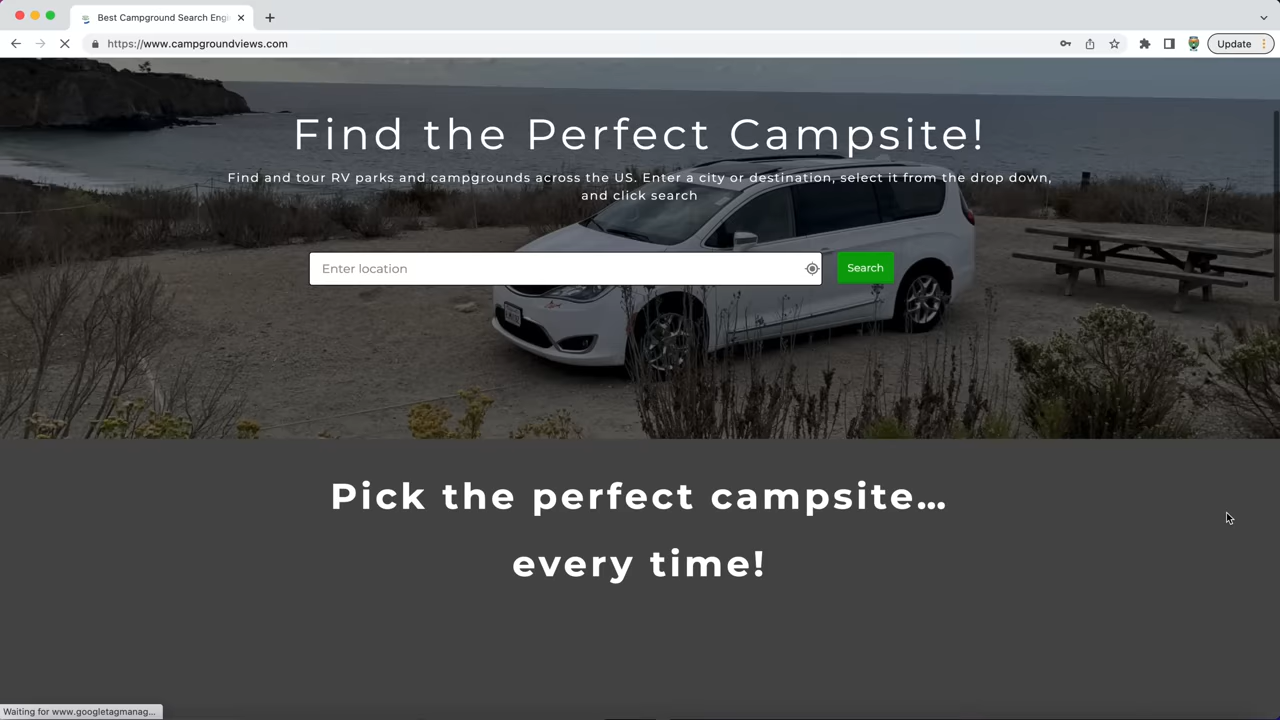 Best Campground Search Engi
https://www.campgroundviews.com
Update
Find the Perfect Campsite!
Find and tour RV parks and campgrounds across the US. Enter a city or destination, select it from the drop down,
and click search
Enter location
Search
Pick the perfect campsite…
every time!
Waiting for www.googletagmanag...